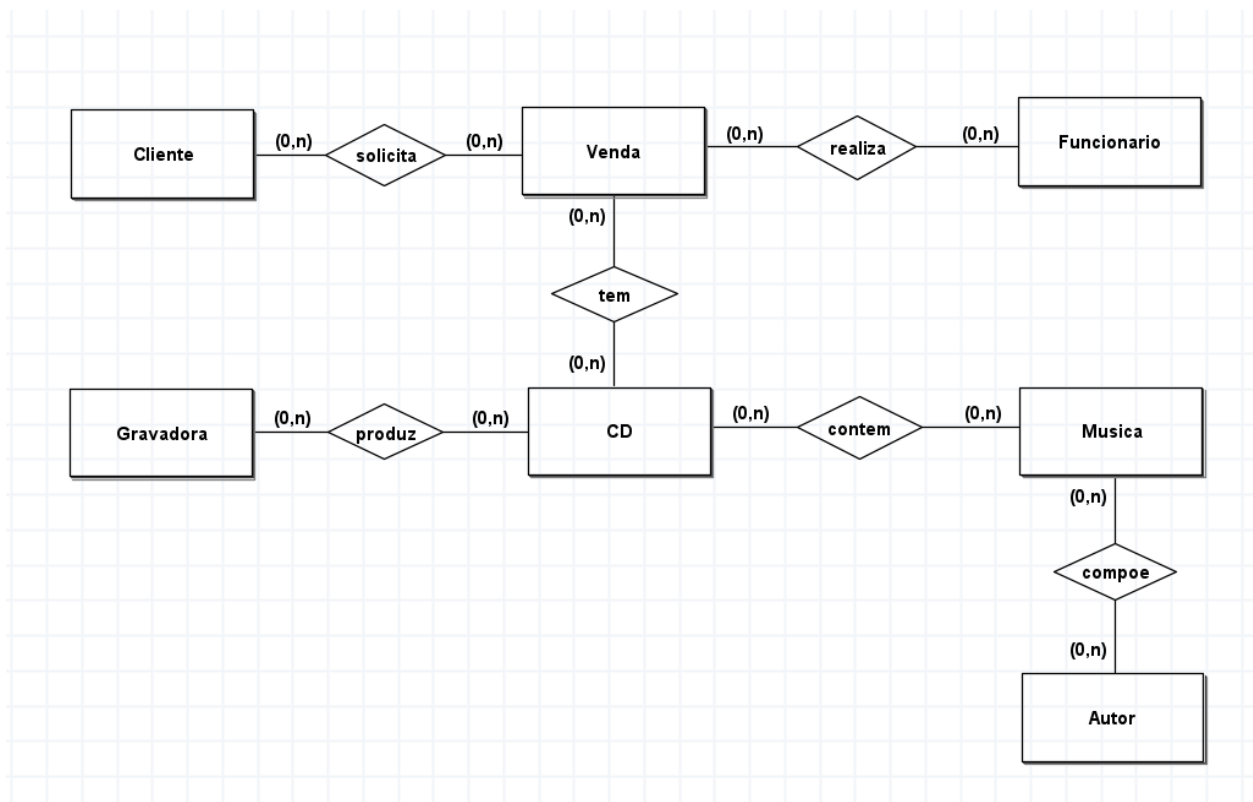 Cliente (0,n) solicita (0,n) Venda (0,n) realiza (0,n) Funcionario
(0,n)
tem
(0,n)
Gravadora (0,n) produz (0,n) CD (0,n) contem (0,n) Musica
(0,n)
compoe
(0,n)
Autor